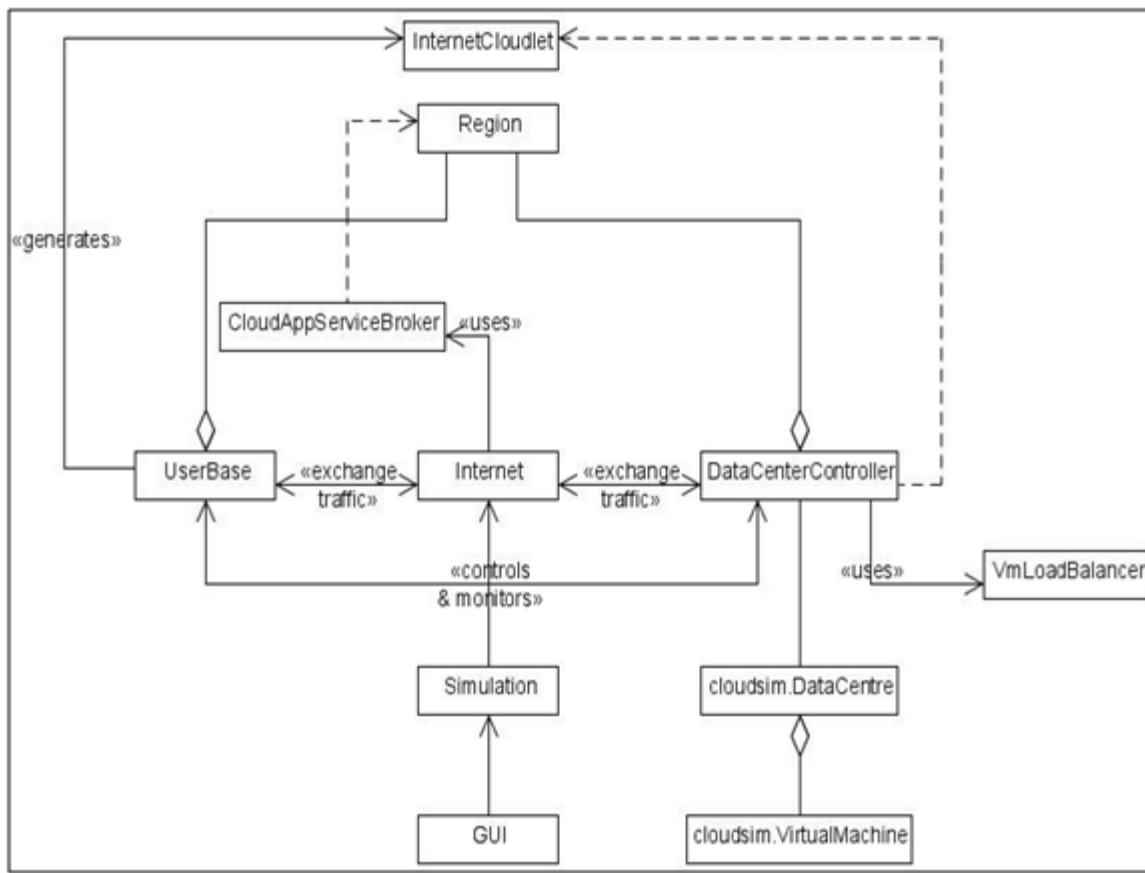 InternetCloudlet
Region
«generates»
CloudAppServiceBroker
«uses»
UserBase
«exchange
traffic»
Internet
«exchange
traffic»
DataCenterController
«controls
& monitors»
«uses»
VmLoadBalancer
Simulation
cloudsim.DataCentre
GUI
cloudsim.VirtualMachine